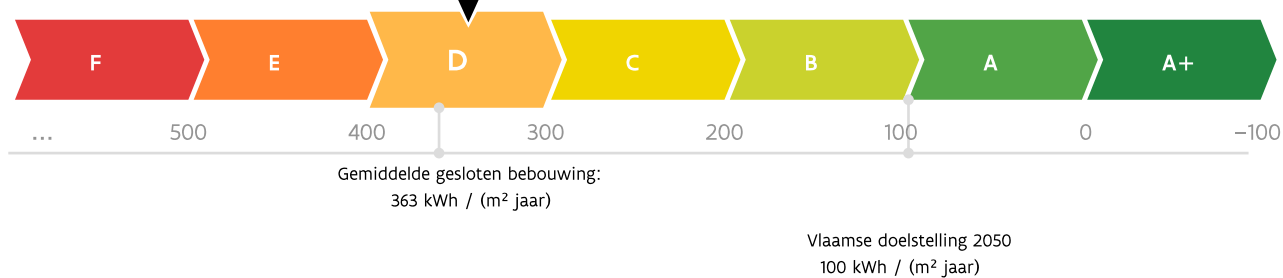 F E D C B A A+
... 500 400 300 200 100 0 −100
Gemiddelde gesloten bebouwing:
363 kWh / (m² jaar)
Vlaamse doelstelling 2050
100 kWh / (m² jaar)